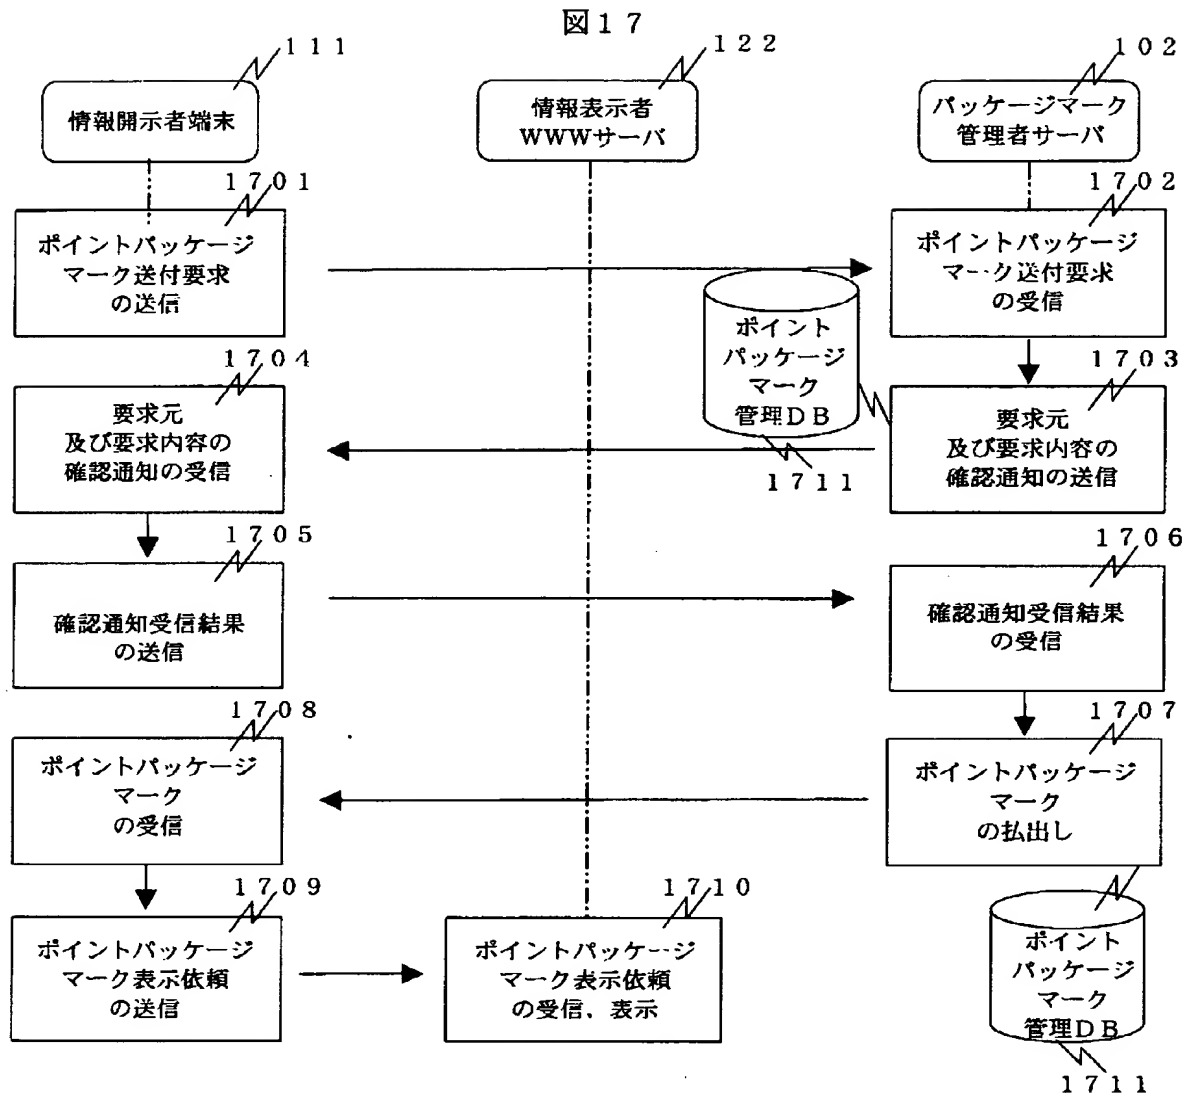 図１７
１１１
情報開示者端末
１２２
情報表示者
WWWサーバ
１０２
パッケージマーク
管理者サーバ
１７０１
ポイントパッケージ
マーク送付要求
の送信
１７０２
ポイントパッケージ
マーク送付要求
の受信
ポイント
パッケージ
マーク
管理ＤＢ
１７１１
１７０４
要求元
及び要求内容の
確認通知の受信
１７０３
要求元
及び要求内容の
確認通知の送信
１７０５
確認通知受信結果
の送信
１７０６
確認通知受信結果
の受信
１７０８
ポイントパッケージ
マーク
の受信
１７０７
ポイントパッケージ
マーク
の払出し
１７０９
ポイントパッケージ
マーク表示依頼
の送信
１７１０
ポイントパッケージ
マーク表示依頼
の受信、表示
ポイント
パッケージ
マーク
管理ＤＢ
１７１１